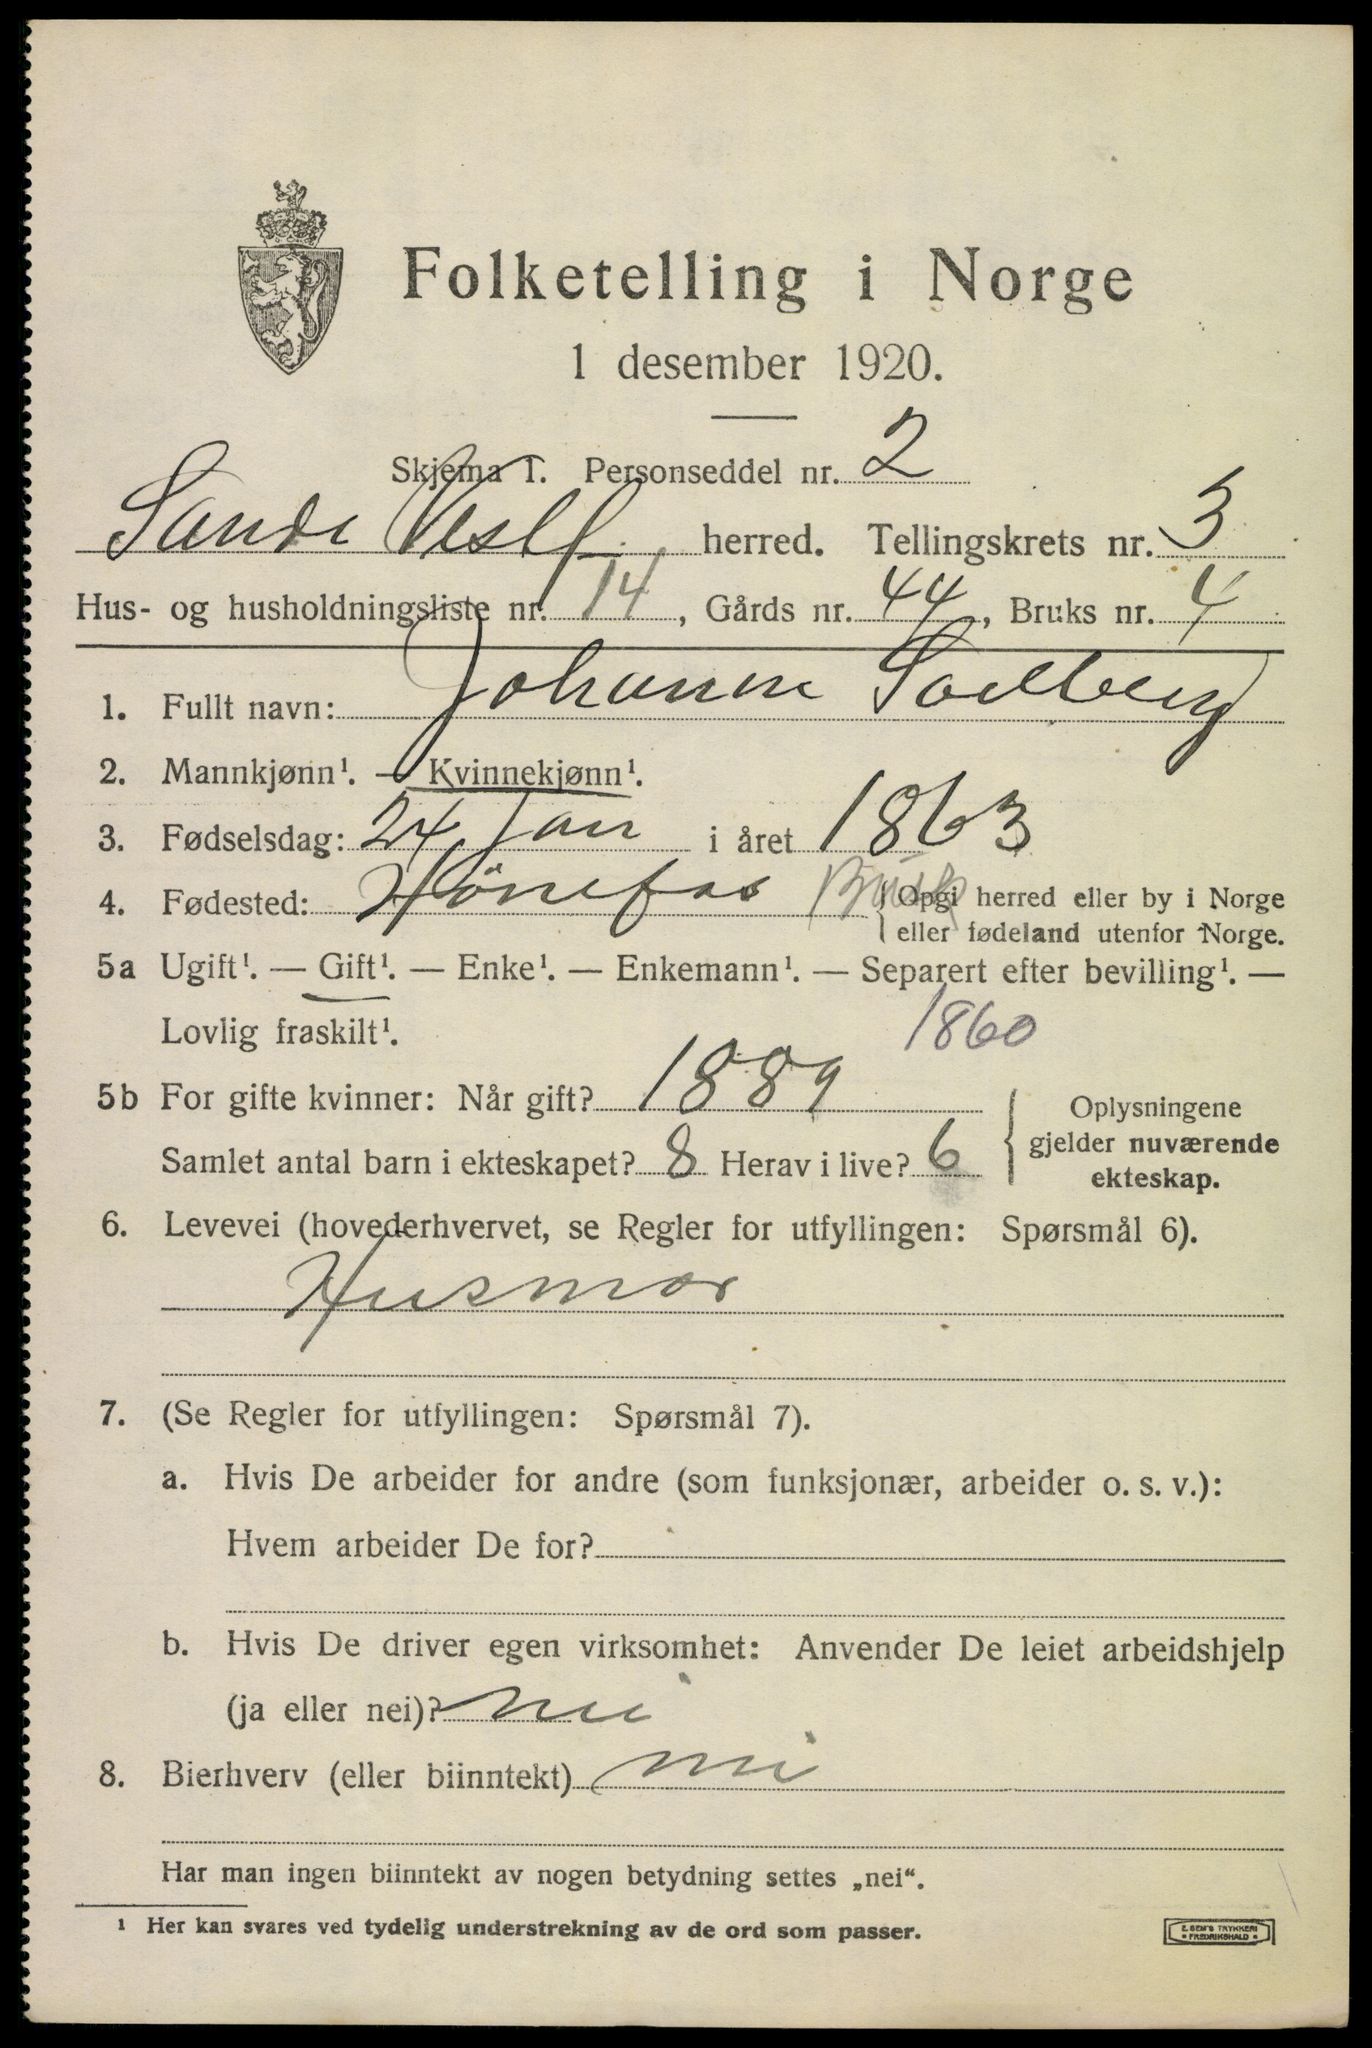 Folketelling i Norge
1 desember 1920.
Skjema 1. Personseddel nr. 2
Sande Vestf. herred. Tellingskrets nr. 3
Hus- og husholdningsliste nr. 14, Gårds nr. 44, Bruks nr. 4
1. Fullt navn: Johanne Solberg
2. Mannkjønn¹. — Kvinnekjønn¹.
3. Fødselsdag: 24 Jan i året 1863
4. Fødested: Hönefos { Opgi herred eller by i Norge
eller fødeland utenfor Norge.
5a Ugift¹. — Gift¹. — Enke¹. — Enkemann¹. — Separert efter bevilling¹. —
Lovlig fraskilt¹. 1860
5b For gifte kvinner: Når gift? 1889
Samlet antal barn i ekteskapet? 8 Herav i live? 6
Oplysningene
gjelder nuværende
ekteskap.
6. Levevei (hovederhvervet, se Regler for utfyllingen: Spørsmål 6).
Husmor
7. (Se Regler for utfyllingen: Spørsmål 7).
a. Hvis De arbeider for andre (som funksjonær, arbeider o. s. v.):
Hvem arbeider De for?
b. Hvis De driver egen virksomhet: Anvender De leiet arbeidshjelp
(ja eller nei)? nei
8. Bierhverv (eller biinntekt) nei
Har man ingen biinntekt av nogen betydning settes „nei“.
¹ Her kan svares ved tydelig understrekning av de ord som passer.
E. SEM'S TRYKKERI
FREDRIKSHALD